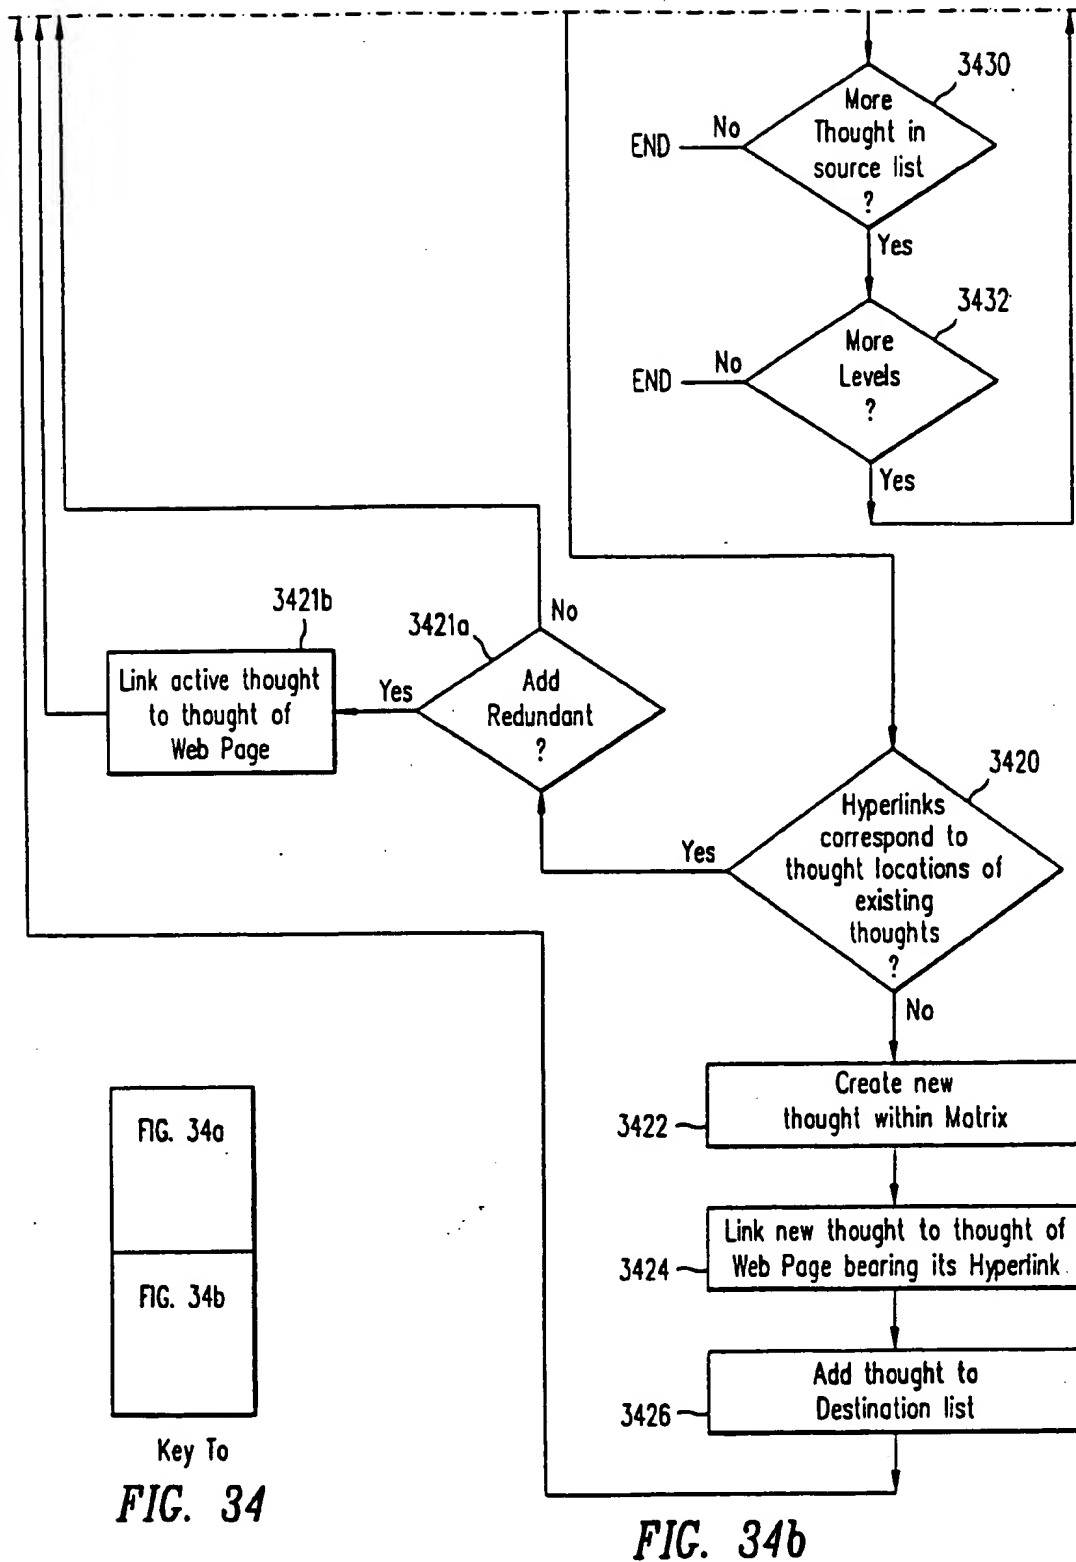 3430
More
Thought in
source list
?
No
END
Yes
3432
More
Levels
?
No
END
Yes
3421b
Link active thought
to thought of
Web Page
3421a
No
Yes
Add
Redundant
?
3420
Hyperlinks
correspond to
thought locations of
existing
thoughts
?
Yes
No
Create new
thought within Matrix
3422
Link new thought to thought of
Web Page bearing its Hyperlink
3424
Add thought to
Destination list
3426
FIG. 34a
FIG. 34b
Key To
FIG. 34
FIG. 34b